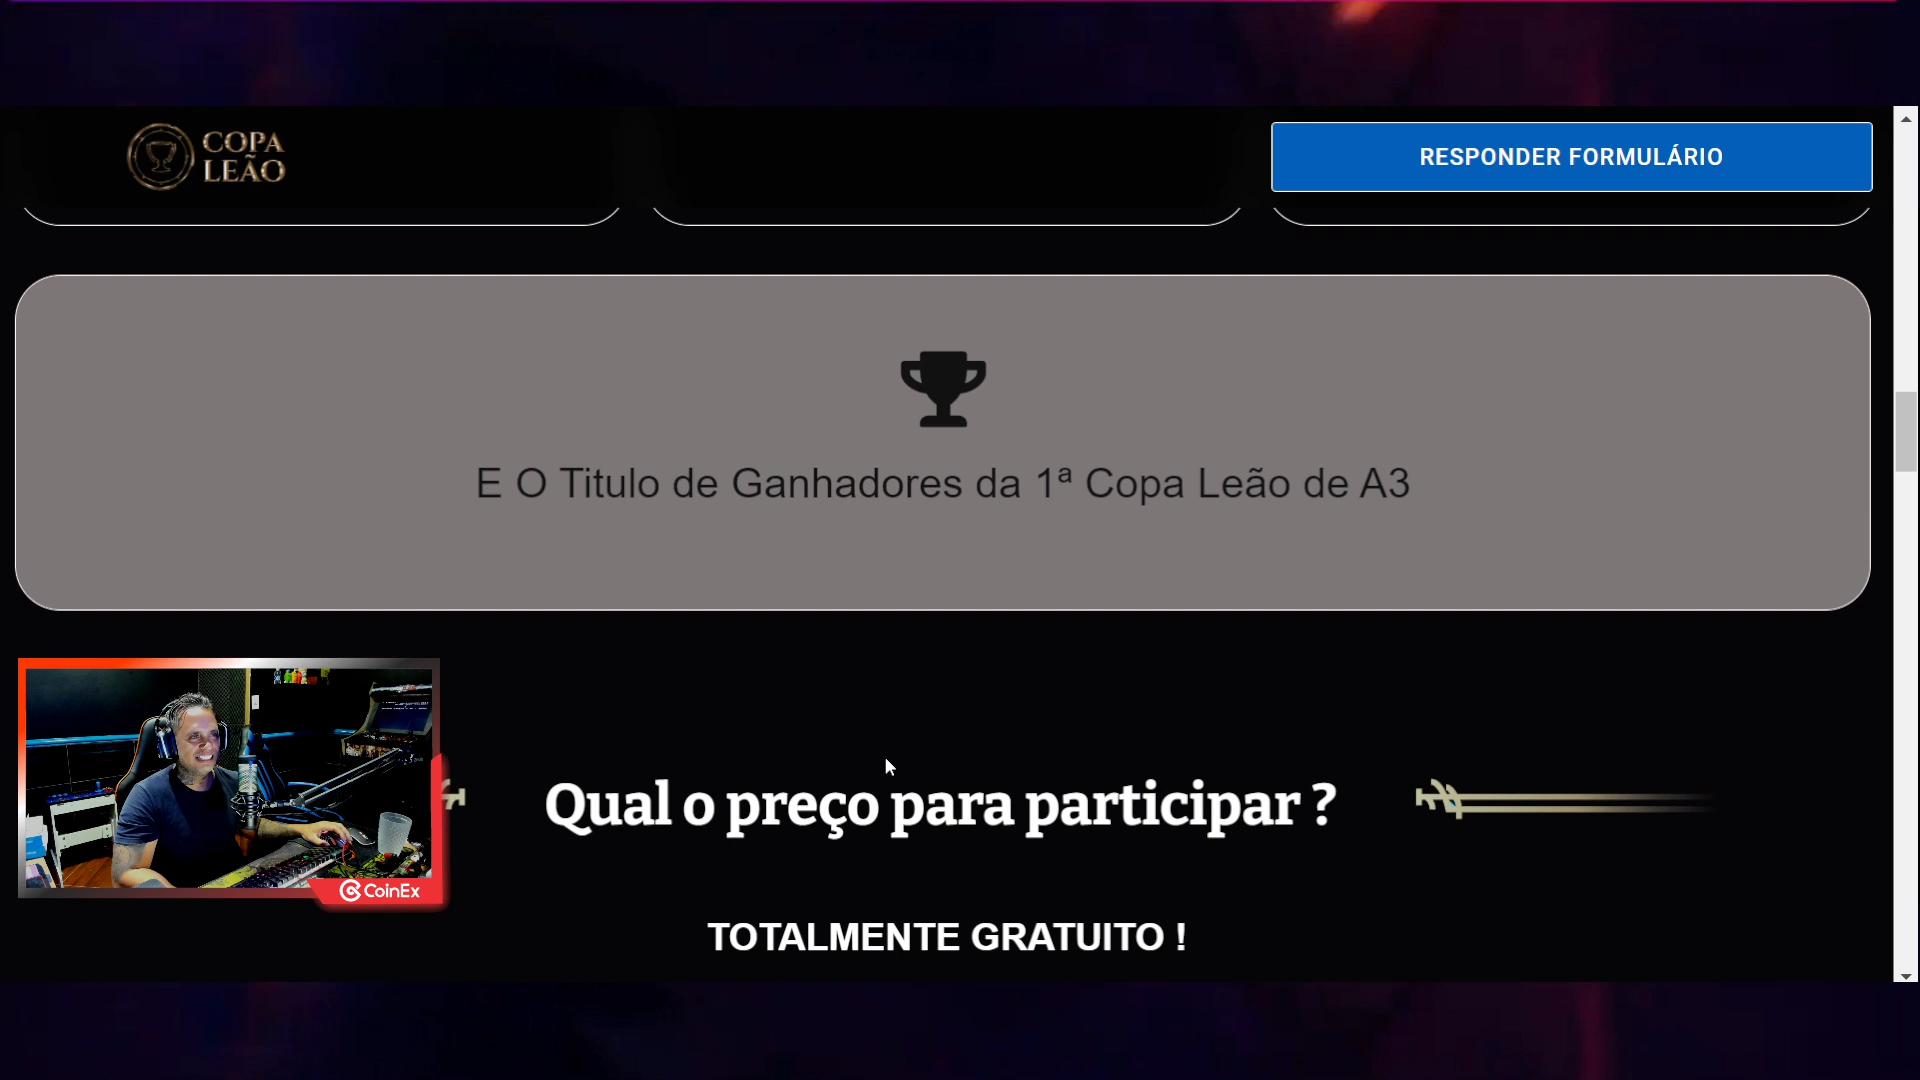 COPA
LEÃO
RESPONDER FORMULÁRIO
E O Titulo de Ganhadores da 1ª Copa Leão de A3
Qual o preço para participar ?
CoinEx
TOTALMENTE GRATUITO !